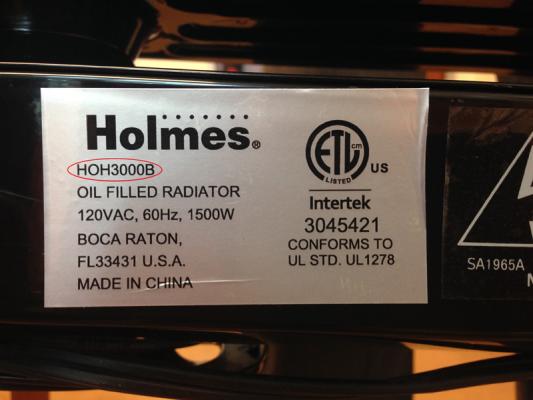 Holmes®
HOH3000B
OIL FILLED RADIATOR
120VAC, 60Hz, 1500W
BOCA RATON,
FL33431 U.S.A.
MADE IN CHINA
ETL CM
LISTED
US
Intertek
3045421
CONFORMS TO
UL STD. UL1278
SA1965A